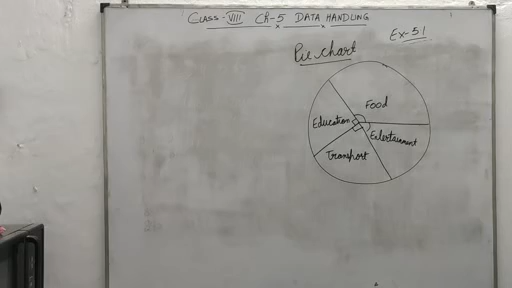 CLASS-VIII Ch-5 DATA HANDLING
Ex-5.1
Pie chart
Food
Education
Entertainment
Transport